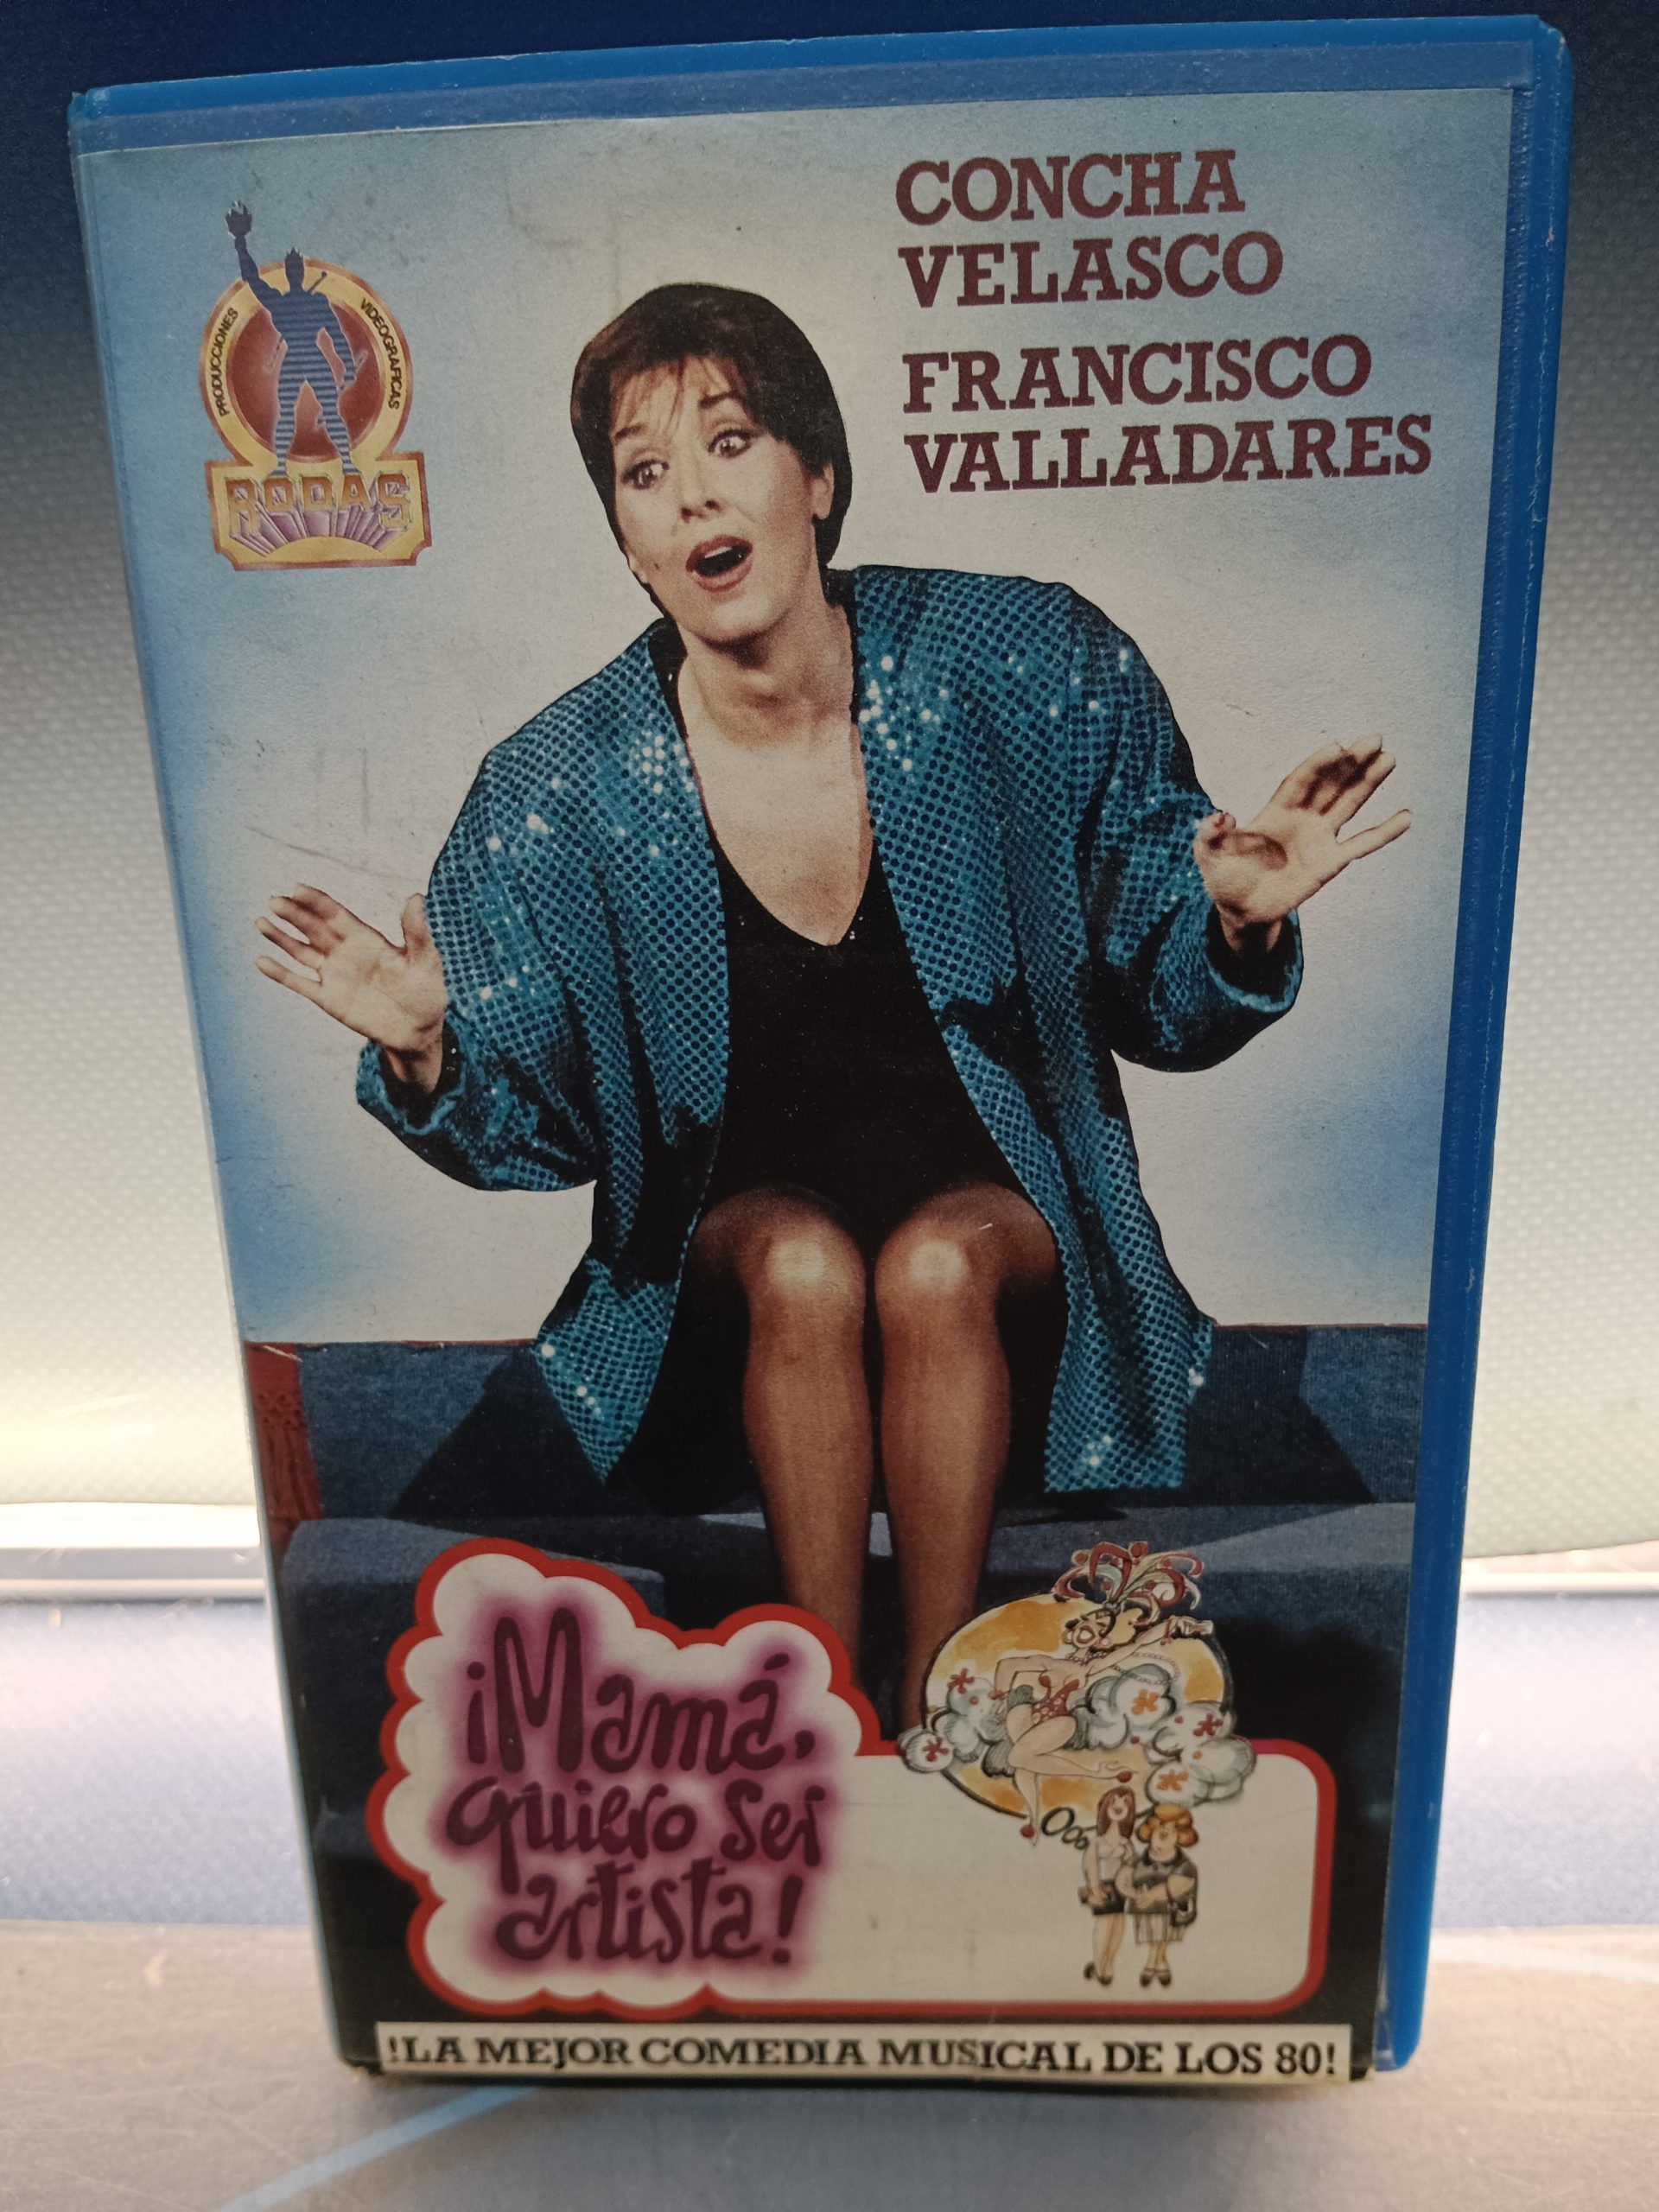 CONCHA
VELASCO
FRANCISCO
VALLADARES
PRODUCCIONES
VIDEOGRAFICAS
RODAS
¡Mamá,
quiero ser
artista!
!LA MEJOR COMEDIA MUSICAL DE LOS 80!